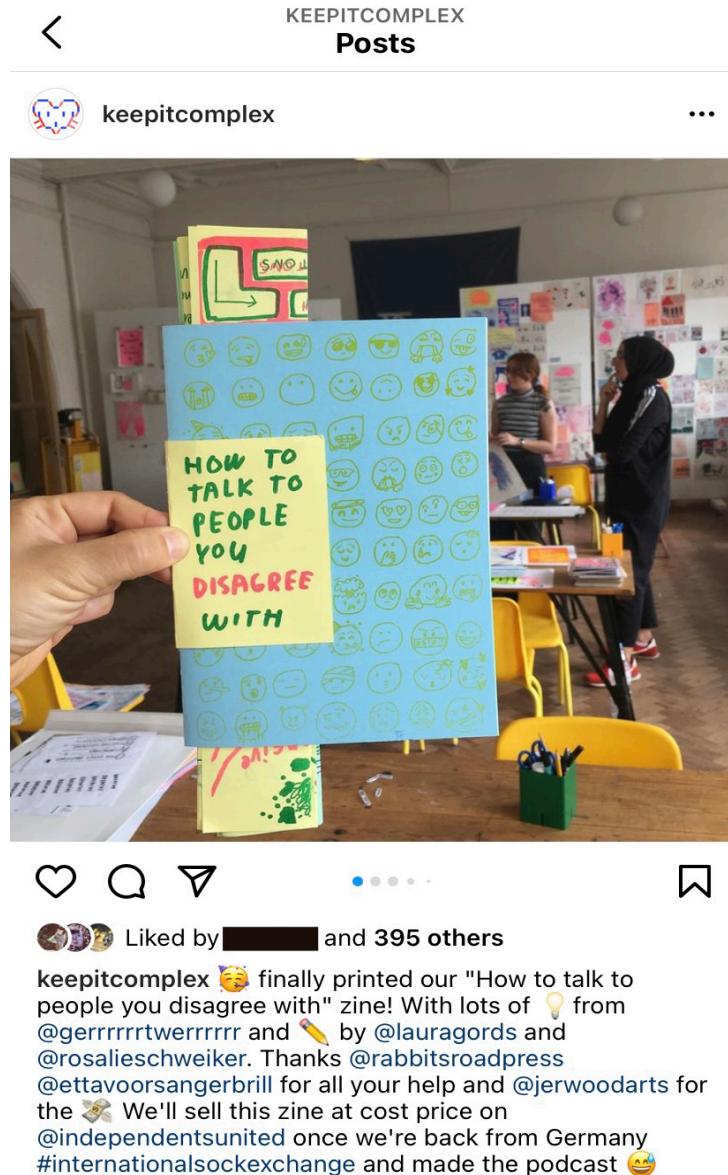 KEEPITCOMPLEX
Posts
keepitcomplex
SNO
HOW TO
TALK TO
PEOPLE
YOU
DISAGREE
WITH
Liked by and 395 others
keepitcomplex 🥳 finally printed our "How to talk to
people you disagree with" zine! With lots of 💡 from
@gerrrrrrtwerrrrrr and ✏️ by @lauragords and
@rosalieschweiker. Thanks @rabbitsroadpress
@ettavoorsangerbrill for all your help and @jerwoodarts for
the 💸 We'll sell this zine at cost price on
@independentsunited once we're back from Germany
#internationalsockexchange and made the podcast 😅